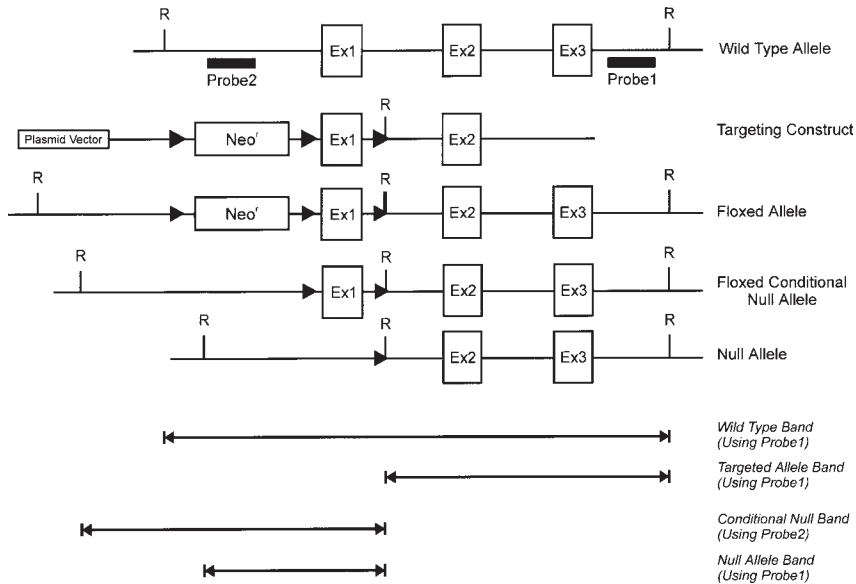 R R
Ex1 Ex2 Ex3 Wild Type Allele
Probe2 Probe1
R
Plasmid Vector Neo^r Ex1 Ex2 Targeting Construct
R R R
Neo^r Ex1 Ex2 Ex3 Floxed Allele
R R R
Ex1 Ex2 Ex3 Floxed Conditional
Null Allele
R R R
Ex2 Ex3 Null Allele
Wild Type Band
(Using Probe1)
Targeted Allele Band
(Using Probe1)
Conditional Null Band
(Using Probe2)
Null Allele Band
(Using Probe1)